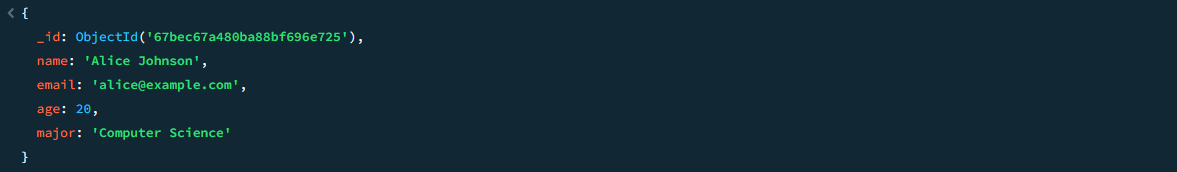 {
_id: ObjectId('67bec67a480ba88bf696e725'),
name: 'Alice Johnson',
email: 'alice@example.com',
age: 20,
major: 'Computer Science'
}